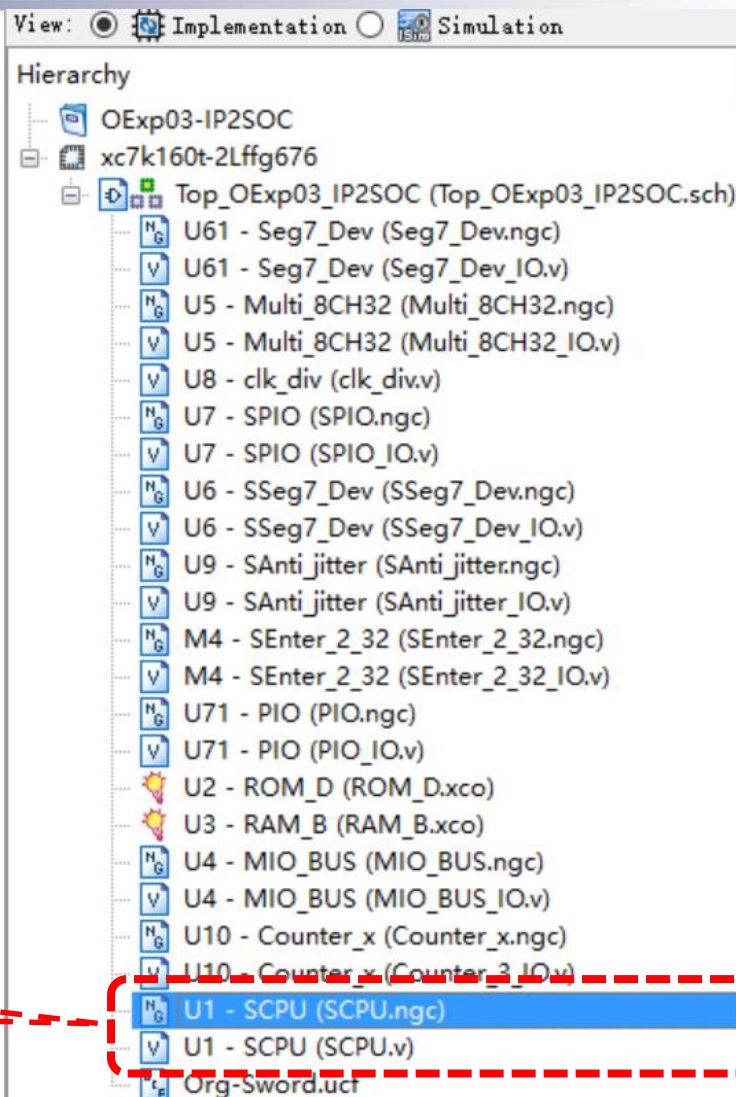 View: Implementation Simulation
Hierarchy
OExp03-IP2SOC
xc7k160t-2Lffg676
Top_OExp03_IP2SOC (Top_OExp03_IP2SOC.sch)
U61 - Seg7_Dev (Seg7_Dev.ngc)
U61 - Seg7_Dev (Seg7_Dev_IO.v)
U5 - Multi_8CH32 (Multi_8CH32.ngc)
U5 - Multi_8CH32 (Multi_8CH32_IO.v)
U8 - clk_div (clk_div.v)
U7 - SPIO (SPIO.ngc)
U7 - SPIO (SPIO_IO.v)
U6 - SSeg7_Dev (SSeg7_Dev.ngc)
U6 - SSeg7_Dev (SSeg7_Dev_IO.v)
U9 - SAnti_jitter (SAnti_jitter.ngc)
U9 - SAnti_jitter (SAnti_jitter_IO.v)
M4 - SEnter_2_32 (SEnter_2_32.ngc)
M4 - SEnter_2_32 (SEnter_2_32_IO.v)
U71 - PIO (PIO.ngc)
U71 - PIO (PIO_IO.v)
U2 - ROM_D (ROM_D.xco)
U3 - RAM_B (RAM_B.xco)
U4 - MIO_BUS (MIO_BUS.ngc)
U4 - MIO_BUS (MIO_BUS_IO.v)
U10 - Counter_x (Counter_x.ngc)
U10 - Counter_x (Counter_3_IO.v)
U1 - SCPU (SCPU.ngc)
U1 - SCPU (SCPU.v)
Org-Sword.ucf